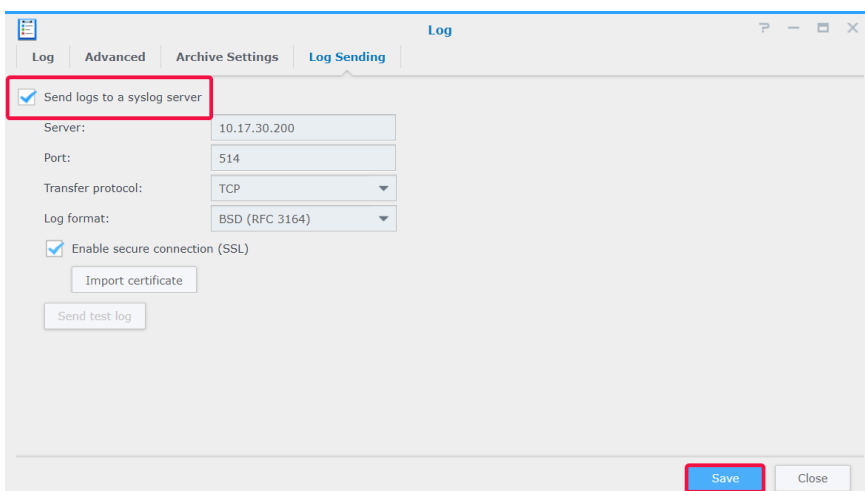 Log
Log Advanced Archive Settings Log Sending
Send logs to a syslog server
Server: 10.17.30.200
Port: 514
Transfer protocol: TCP
Log format: BSD (RFC 3164)
Enable secure connection (SSL)
Import certificate
Send test log
Save Close